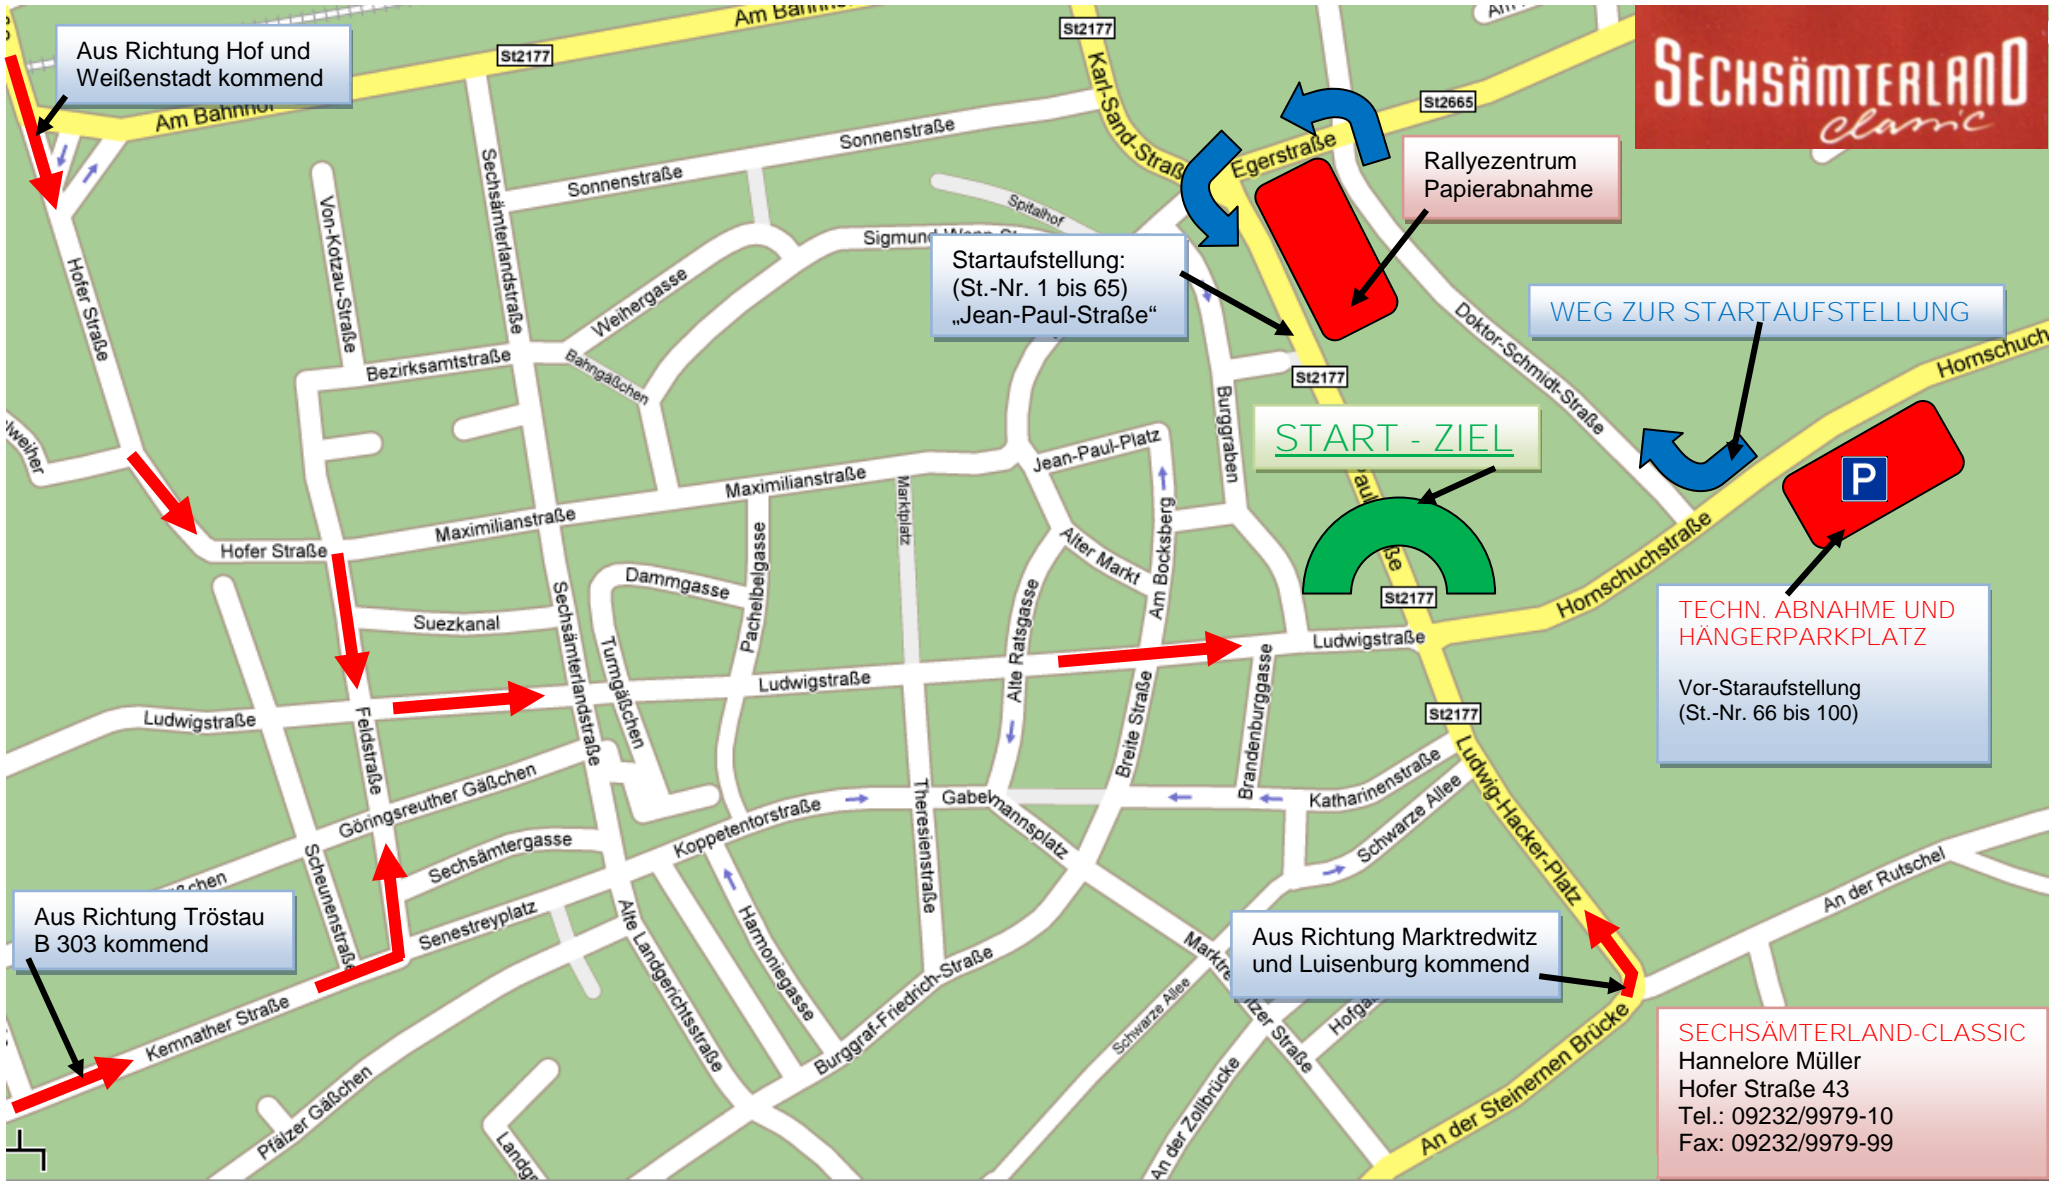 Aus Richtung Hof und
Weißenstadt kommend
St2177
Am Bahnhof
St2177
Am Bahnhof
Karl-Sand-Straße
St2665
Egerstraße
SECHSÄMTERLAND
classic
Rallyezentrum
Papierabnahme
Sonnenstraße
Sonnenstraße
Spitalhof
Startaufstellung:
(St.-Nr. 1 bis 65)
„Jean-Paul-Straße“
WEG ZUR STARTAUFSTELLUNG
Hofer Straße
Von-Kotzau-Straße
Sechsämterlandstraße
Weihergasse
Bezirksamtstraße
Bahngäßchen
St2177
Burggraben
Doktor-Schmidt-Straße
Hornschuch
START - ZIEL
P
Jean-Paul-Platz
Maximilianstraße
Maximilianstraße
Marktplatz
Hofer Straße
Alter Markt
Am Bocksberg
St2177
Hornschuchstraße
TECHN. ABNAHME UND
HÄNGERPARKPLATZ
Vor-Staraufstellung
(St.-Nr. 66 bis 100)
Dammgasse
Pachelbelgasse
Suezkanal
Sechsämterlandstraße
Turmgäßchen
Alte Ratsgasse
Ludwigstraße
Ludwigstraße
Ludwigstraße
Feldstraße
Breite Straße
Brandenburggasse
St2177
Ludwig-Hacker-Platz
Göringsreuther Gäßchen
Koppetentorstraße
Gabelmannsplatz
Theresienstraße
Katharinenstraße
Schwarze Allee
Scheunenstraße
Sechsämtergasse
Senestreyplatz
Harmoniegasse
Alte Landgerichtsstraße
Burggraf-Friedrich-Straße
An der Rutschel
Aus Richtung Tröstau
B 303 kommend
Aus Richtung Marktredwitz
und Luisenburg kommend
Kemnather Straße
Pfälzer Gäßchen
Schwarze Allee
An der Zollbrücke
An der Steinernen Brücke
SECHSÄMTERLAND-CLASSIC
Hannelore Müller
Hofer Straße 43
Tel.: 09232/9979-10
Fax: 09232/9979-99